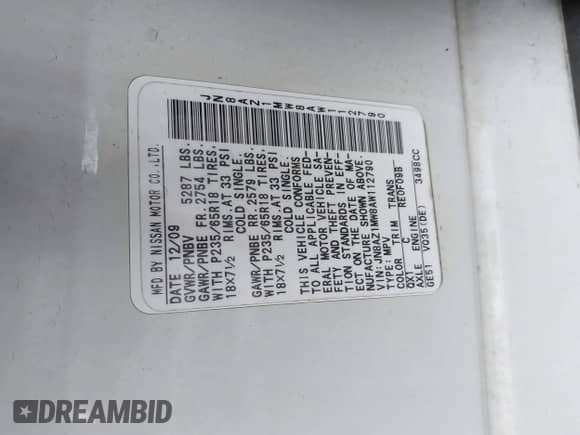 JN8AZ1MW8AW112790
MFD BY NISSAN MOTOR CO.,LTD.
DATE 12/09
GVWR/PNBV 5287 LBS.
GAWR/PNBE FR. 2754 LBS.
WITH P235/65R18 TIRES,
18X7½ RIMS.AT 33 PSI
COLD SINGLE.
GAWR/PNBE RR. 2579 LBS.
WITH P235/65R18 TIRES,
18X7½ RIMS.AT 33 PSI
COLD SINGLE.
THIS VEHICLE CONFORMS
TO ALL APPLICABLE FED-
ERAL MOTOR VEHICLE SA-
FETY AND THEFT PREVEN-
TION STANDARDS IN EFF-
ECT ON THE DATE OF MA-
NUFACTURE SHOWN ABOVE.
VIN:JN8AZ1MW8AW112790
TYPE:MPV
COLOR TRIM TRANS
QX1 C RE0F09B
AXLE ENGINE
GE51 VQ35(DE) 3498CC
DREAMBID